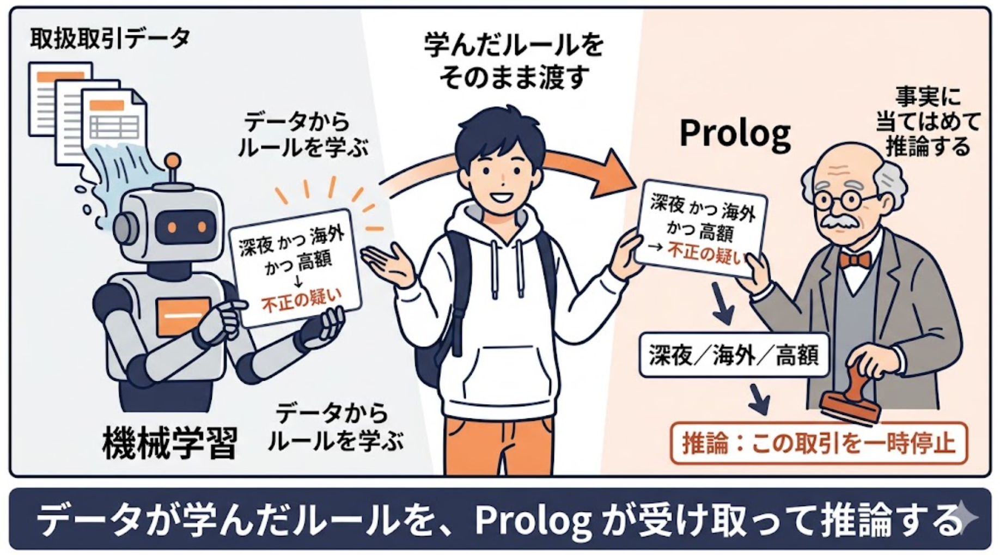 取扱取引データ
データから
ルールを学ぶ
深夜 かつ 海外
かつ 高額
↓
不正の疑い
機械学習
データから
ルールを学ぶ
学んだルールを
そのまま渡す
Prolog
事実に
当てはめて
推論する
深夜 かつ 海外
かつ 高額
→ 不正の疑い
深夜／海外／高額
推論：この取引を一時停止
データが学んだルールを、Prolog が受け取って推論する